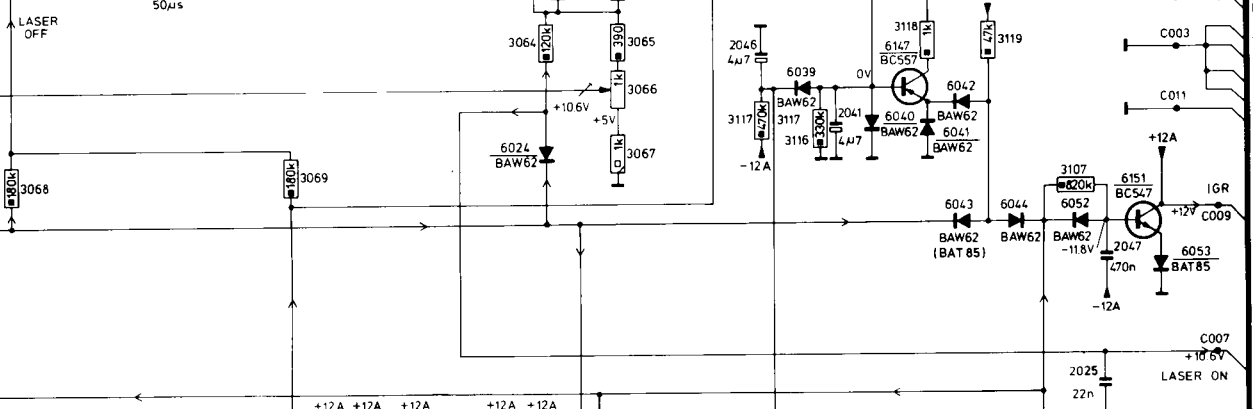 50µs
LASER
OFF
3064
120k
390
3065
1k
3066
+10.6V
+5V
1k
3067
6024
BAW62
180k
3068
180k
3069
2046
4µ7
6039
BAW62
3117
470k
3117
3116
330k
2041
4µ7
-12A
0V
3118
1k
6147
BC557
47k
3119
6042
BAW62
6040
BAW62
6041
BAW62
C003
C011
+12A
3107
820k
6151
BC547
IGR
+12V
C009
6043
BAW62
(BAT85)
6044
BAW62
6052
BAW62
-11.8V
2047
470n
6053
BAT85
-12A
C007
+10.6V
LASER ON
2025
22n
+12A +12A +12A +12A +12A